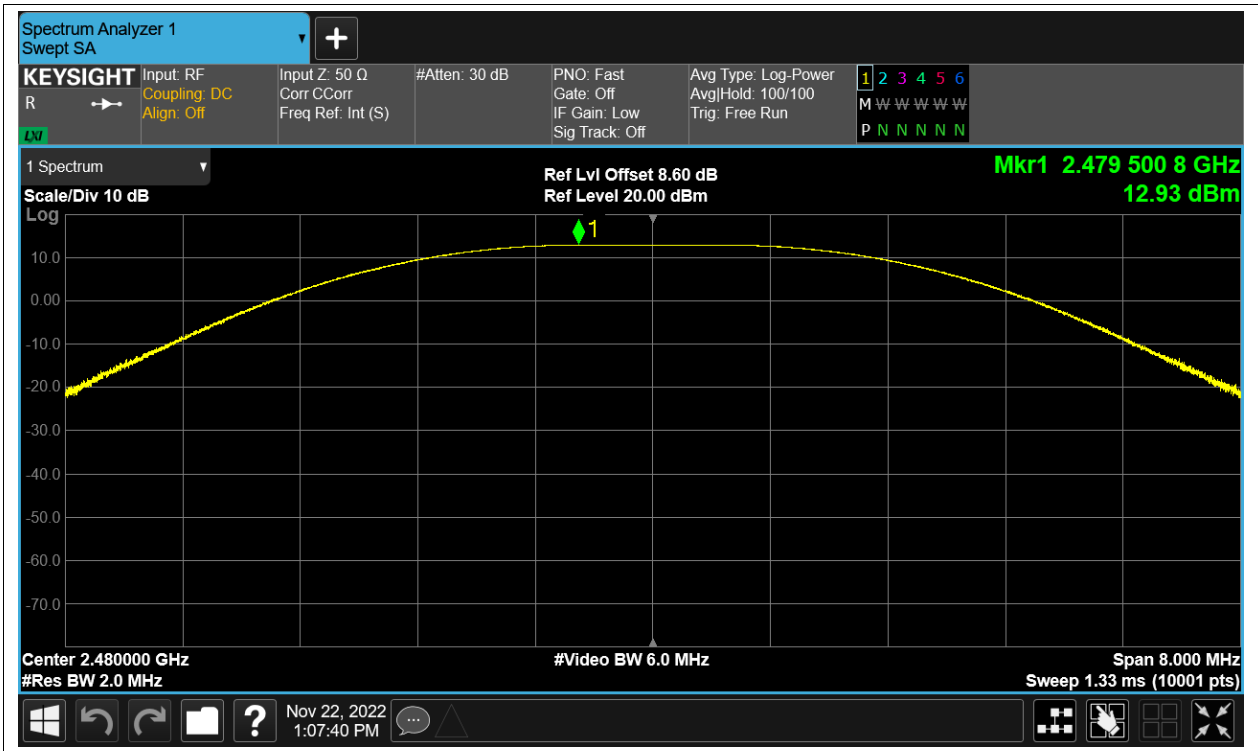 Spectrum Analyzer 1
Swept SA
KEYSIGHT
R
LXI
Input: RF
Coupling: DC
Align: Off
Input Z: 50 Ω
Corr CCorr
Freq Ref: Int (S)
#Atten: 30 dB
PNO: Fast
Gate: Off
IF Gain: Low
Sig Track: Off
Avg Type: Log-Power
Avg|Hold: 100/100
Trig: Free Run
1 2 3 4 5 6
M W W W W W
P N N N N N
1 Spectrum
Scale/Div 10 dB
Log
Ref Lvl Offset 8.60 dB
Ref Level 20.00 dBm
Mkr1 2.479 500 8 GHz
12.93 dBm
1
10.0
0.00
-10.0
-20.0
-30.0
-40.0
-50.0
-60.0
-70.0
Center 2.480000 GHz
#Res BW 2.0 MHz
#Video BW 6.0 MHz
Span 8.000 MHz
Sweep 1.33 ms (10001 pts)
?
Nov 22, 2022
1:07:40 PM